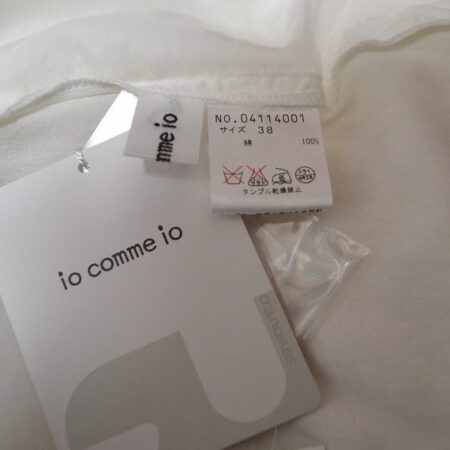 mme io
NO.04114001
サイズ 38
絹 100%
タンブル乾燥禁止
io comme io